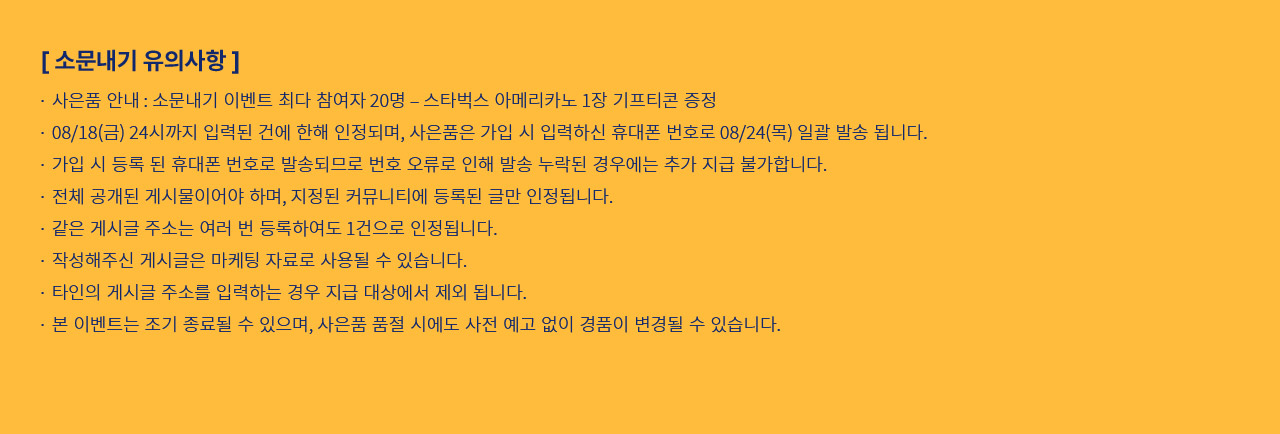 [ 소문내기 유의사항 ]
· 사은품 안내 : 소문내기 이벤트 최다 참여자 20명 – 스타벅스 아메리카노 1장 기프티콘 증정
· 08/18(금) 24시까지 입력된 건에 한해 인정되며, 사은품은 가입 시 입력하신 휴대폰 번호로 08/24(목) 일괄 발송 됩니다.
· 가입 시 등록 된 휴대폰 번호로 발송되므로 번호 오류로 인해 발송 누락된 경우에는 추가 지급 불가합니다.
· 전체 공개된 게시물이어야 하며, 지정된 커뮤니티에 등록된 글만 인정됩니다.
· 같은 게시글 주소는 여러 번 등록하여도 1건으로 인정됩니다.
· 작성해주신 게시글은 마케팅 자료로 사용될 수 있습니다.
· 타인의 게시글 주소를 입력하는 경우 지급 대상에서 제외 됩니다.
· 본 이벤트는 조기 종료될 수 있으며, 사은품 품절 시에도 사전 예고 없이 경품이 변경될 수 있습니다.